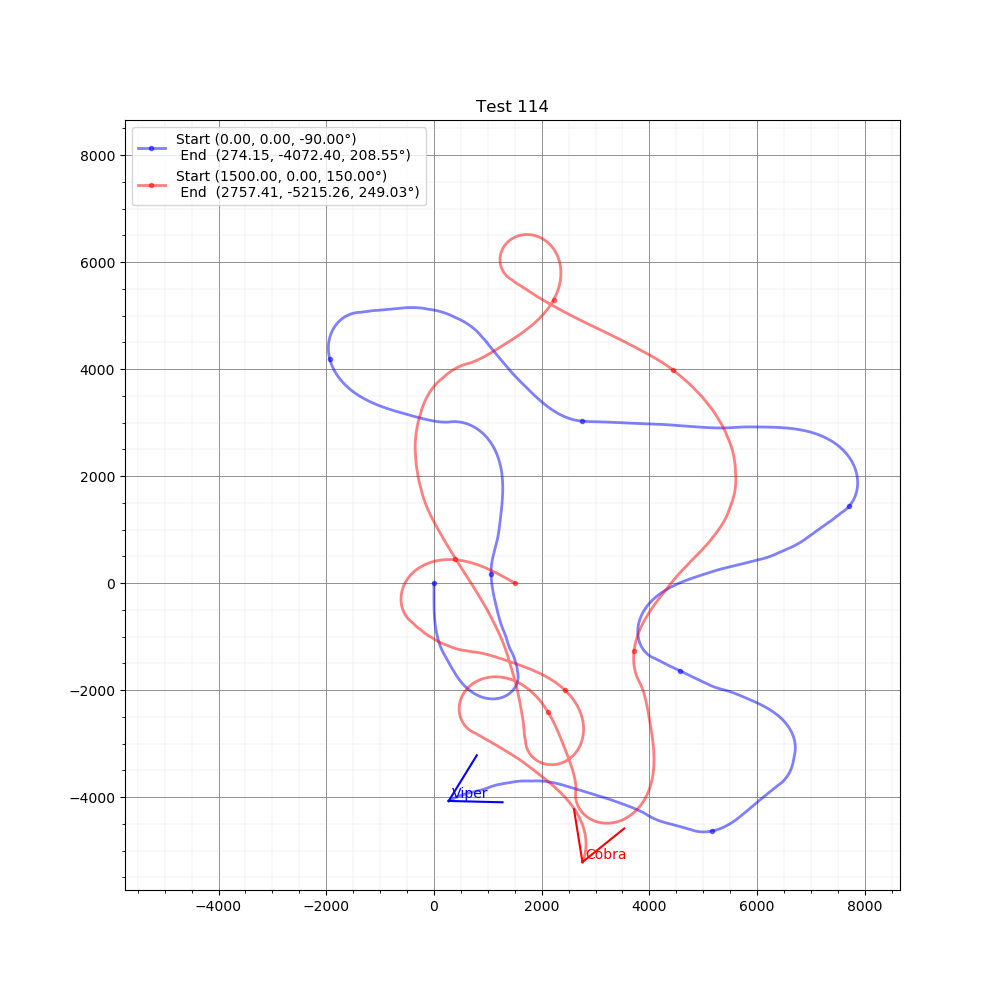 Test 114
Start (0.00, 0.00, -90.00°)
End  (274.15, -4072.40, 208.55°)
Start (1500.00, 0.00, 150.00°)
End  (2757.41, -5215.26, 249.03°)
8000
6000
4000
2000
0
−2000
−4000
Viper
Cobra
−4000 −2000 0 2000 4000 6000 8000